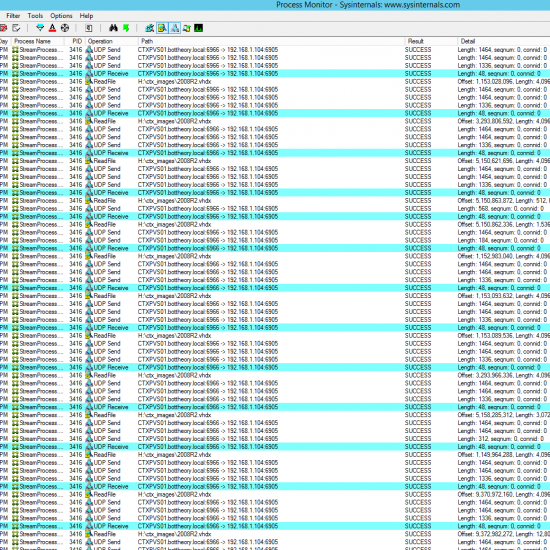 Process Monitor - Sysinternals: www.sysinternals.com
Filter Tools Options Help
Day Process Name PID Operation Path Result Detail
PM StreamProcess.... 3416 UDP Send CTXPVS01.bottheory.local:6966 -> 192.168.1.104:6905 SUCCESS Length: 1464, seqnum: 0, connid: 0
PM StreamProcess.... 3416 UDP Send CTXPVS01.bottheory.local:6966 -> 192.168.1.104:6905 SUCCESS Length: 1464, seqnum: 0, connid: 0
PM StreamProcess.... 3416 UDP Send CTXPVS01.bottheory.local:6966 -> 192.168.1.104:6905 SUCCESS Length: 1336, seqnum: 0, connid: 0
PM StreamProcess.... 3416 UDP Receive CTXPVS01.bottheory.local:6966 -> 192.168.1.104:6905 SUCCESS Length: 48, seqnum: 0, connid: 0
PM StreamProcess.... 3416 ReadFile H:\ctx_images\2008R2.vhdx SUCCESS Offset: 1,153,028,096, Length: 4,096
PM StreamProcess.... 3416 UDP Send CTXPVS01.bottheory.local:6966 -> 192.168.1.104:6905 SUCCESS Length: 1464, seqnum: 0, connid: 0
PM StreamProcess.... 3416 UDP Send CTXPVS01.bottheory.local:6966 -> 192.168.1.104:6905 SUCCESS Length: 1464, seqnum: 0, connid: 0
PM StreamProcess.... 3416 UDP Send CTXPVS01.bottheory.local:6966 -> 192.168.1.104:6905 SUCCESS Length: 1336, seqnum: 0, connid: 0
PM StreamProcess.... 3416 UDP Receive CTXPVS01.bottheory.local:6966 -> 192.168.1.104:6905 SUCCESS Length: 48, seqnum: 0, connid: 0
PM StreamProcess.... 3416 ReadFile H:\ctx_images\2008R2.vhdx SUCCESS Offset: 3,293,806,592, Length: 4,096
PM StreamProcess.... 3416 UDP Send CTXPVS01.bottheory.local:6966 -> 192.168.1.104:6905 SUCCESS Length: 1464, seqnum: 0, connid: 0
PM StreamProcess.... 3416 UDP Send CTXPVS01.bottheory.local:6966 -> 192.168.1.104:6905 SUCCESS Length: 1464, seqnum: 0, connid: 0
PM StreamProcess.... 3416 UDP Send CTXPVS01.bottheory.local:6966 -> 192.168.1.104:6905 SUCCESS Length: 1336, seqnum: 0, connid: 0
PM StreamProcess.... 3416 UDP Receive CTXPVS01.bottheory.local:6966 -> 192.168.1.104:6905 SUCCESS Length: 48, seqnum: 0, connid: 0
PM StreamProcess.... 3416 ReadFile H:\ctx_images\2008R2.vhdx SUCCESS Offset: 5,150,621,696, Length: 4,096
PM StreamProcess.... 3416 UDP Send CTXPVS01.bottheory.local:6966 -> 192.168.1.104:6905 SUCCESS Length: 1464, seqnum: 0, connid: 0
PM StreamProcess.... 3416 UDP Send CTXPVS01.bottheory.local:6966 -> 192.168.1.104:6905 SUCCESS Length: 1464, seqnum: 0, connid: 0
PM StreamProcess.... 3416 UDP Send CTXPVS01.bottheory.local:6966 -> 192.168.1.104:6905 SUCCESS Length: 1336, seqnum: 0, connid: 0
PM StreamProcess.... 3416 UDP Receive CTXPVS01.bottheory.local:6966 -> 192.168.1.104:6905 SUCCESS Length: 48, seqnum: 0, connid: 0
PM StreamProcess.... 3416 ReadFile H:\ctx_images\2008R2.vhdx SUCCESS Offset: 5,150,863,872, Length: 512,
PM StreamProcess.... 3416 UDP Send CTXPVS01.bottheory.local:6966 -> 192.168.1.104:6905 SUCCESS Length: 568, seqnum: 0, connid: 0
PM StreamProcess.... 3416 UDP Receive CTXPVS01.bottheory.local:6966 -> 192.168.1.104:6905 SUCCESS Length: 48, seqnum: 0, connid: 0
PM StreamProcess.... 3416 ReadFile H:\ctx_images\2008R2.vhdx SUCCESS Offset: 5,150,862,336, Length: 1,536
PM StreamProcess.... 3416 UDP Send CTXPVS01.bottheory.local:6966 -> 192.168.1.104:6905 SUCCESS Length: 1464, seqnum: 0, connid: 0
PM StreamProcess.... 3416 UDP Send CTXPVS01.bottheory.local:6966 -> 192.168.1.104:6905 SUCCESS Length: 184, seqnum: 0, connid: 0
PM StreamProcess.... 3416 UDP Receive CTXPVS01.bottheory.local:6966 -> 192.168.1.104:6905 SUCCESS Length: 48, seqnum: 0, connid: 0
PM StreamProcess.... 3416 ReadFile H:\ctx_images\2008R2.vhdx SUCCESS Offset: 1,152,983,040, Length: 4,096
PM StreamProcess.... 3416 UDP Send CTXPVS01.bottheory.local:6966 -> 192.168.1.104:6905 SUCCESS Length: 1464, seqnum: 0, connid: 0
PM StreamProcess.... 3416 UDP Send CTXPVS01.bottheory.local:6966 -> 192.168.1.104:6905 SUCCESS Length: 1464, seqnum: 0, connid: 0
PM StreamProcess.... 3416 UDP Send CTXPVS01.bottheory.local:6966 -> 192.168.1.104:6905 SUCCESS Length: 1336, seqnum: 0, connid: 0
PM StreamProcess.... 3416 UDP Receive CTXPVS01.bottheory.local:6966 -> 192.168.1.104:6905 SUCCESS Length: 48, seqnum: 0, connid: 0
PM StreamProcess.... 3416 ReadFile H:\ctx_images\2008R2.vhdx SUCCESS Offset: 1,153,093,632, Length: 4,096
PM StreamProcess.... 3416 UDP Send CTXPVS01.bottheory.local:6966 -> 192.168.1.104:6905 SUCCESS Length: 1464, seqnum: 0, connid: 0
PM StreamProcess.... 3416 UDP Send CTXPVS01.bottheory.local:6966 -> 192.168.1.104:6905 SUCCESS Length: 1464, seqnum: 0, connid: 0
PM StreamProcess.... 3416 UDP Send CTXPVS01.bottheory.local:6966 -> 192.168.1.104:6905 SUCCESS Length: 1336, seqnum: 0, connid: 0
PM StreamProcess.... 3416 UDP Receive CTXPVS01.bottheory.local:6966 -> 192.168.1.104:6905 SUCCESS Length: 48, seqnum: 0, connid: 0
PM StreamProcess.... 3416 ReadFile H:\ctx_images\2008R2.vhdx SUCCESS Offset: 1,153,089,536, Length: 4,096
PM StreamProcess.... 3416 UDP Send CTXPVS01.bottheory.local:6966 -> 192.168.1.104:6905 SUCCESS Length: 1464, seqnum: 0, connid: 0
PM StreamProcess.... 3416 UDP Send CTXPVS01.bottheory.local:6966 -> 192.168.1.104:6905 SUCCESS Length: 1464, seqnum: 0, connid: 0
PM StreamProcess.... 3416 UDP Send CTXPVS01.bottheory.local:6966 -> 192.168.1.104:6905 SUCCESS Length: 1336, seqnum: 0, connid: 0
PM StreamProcess.... 3416 UDP Receive CTXPVS01.bottheory.local:6966 -> 192.168.1.104:6905 SUCCESS Length: 48, seqnum: 0, connid: 0
PM StreamProcess.... 3416 ReadFile H:\ctx_images\2008R2.vhdx SUCCESS Offset: 3,293,966,336, Length: 4,096
PM StreamProcess.... 3416 UDP Send CTXPVS01.bottheory.local:6966 -> 192.168.1.104:6905 SUCCESS Length: 1464, seqnum: 0, connid: 0
PM StreamProcess.... 3416 UDP Send CTXPVS01.bottheory.local:6966 -> 192.168.1.104:6905 SUCCESS Length: 1464, seqnum: 0, connid: 0
PM StreamProcess.... 3416 UDP Send CTXPVS01.bottheory.local:6966 -> 192.168.1.104:6905 SUCCESS Length: 1336, seqnum: 0, connid: 0
PM StreamProcess.... 3416 UDP Receive CTXPVS01.bottheory.local:6966 -> 192.168.1.104:6905 SUCCESS Length: 48, seqnum: 0, connid: 0
PM StreamProcess.... 3416 ReadFile H:\ctx_images\2008R2.vhdx SUCCESS Offset: 5,158,285,312, Length: 3,072
PM StreamProcess.... 3416 UDP Send CTXPVS01.bottheory.local:6966 -> 192.168.1.104:6905 SUCCESS Length: 1464, seqnum: 0, connid: 0
PM StreamProcess.... 3416 UDP Send CTXPVS01.bottheory.local:6966 -> 192.168.1.104:6905 SUCCESS Length: 1464, seqnum: 0, connid: 0
PM StreamProcess.... 3416 UDP Send CTXPVS01.bottheory.local:6966 -> 192.168.1.104:6905 SUCCESS Length: 312, seqnum: 0, connid: 0
PM StreamProcess.... 3416 UDP Receive CTXPVS01.bottheory.local:6966 -> 192.168.1.104:6905 SUCCESS Length: 48, seqnum: 0, connid: 0
PM StreamProcess.... 3416 ReadFile H:\ctx_images\2008R2.vhdx SUCCESS Offset: 1,149,964,288, Length: 4,096
PM StreamProcess.... 3416 UDP Send CTXPVS01.bottheory.local:6966 -> 192.168.1.104:6905 SUCCESS Length: 1464, seqnum: 0, connid: 0
PM StreamProcess.... 3416 UDP Send CTXPVS01.bottheory.local:6966 -> 192.168.1.104:6905 SUCCESS Length: 1464, seqnum: 0, connid: 0
PM StreamProcess.... 3416 UDP Send CTXPVS01.bottheory.local:6966 -> 192.168.1.104:6905 SUCCESS Length: 1336, seqnum: 0, connid: 0
PM StreamProcess.... 3416 UDP Receive CTXPVS01.bottheory.local:6966 -> 192.168.1.104:6905 SUCCESS Length: 48, seqnum: 0, connid: 0
PM StreamProcess.... 3416 ReadFile H:\ctx_images\2008R2.vhdx SUCCESS Offset: 9,370,972,160, Length: 4,096
PM StreamProcess.... 3416 UDP Send CTXPVS01.bottheory.local:6966 -> 192.168.1.104:6905 SUCCESS Length: 1464, seqnum: 0, connid: 0
PM StreamProcess.... 3416 UDP Send CTXPVS01.bottheory.local:6966 -> 192.168.1.104:6905 SUCCESS Length: 1464, seqnum: 0, connid: 0
PM StreamProcess.... 3416 UDP Send CTXPVS01.bottheory.local:6966 -> 192.168.1.104:6905 SUCCESS Length: 1336, seqnum: 0, connid: 0
PM StreamProcess.... 3416 UDP Receive CTXPVS01.bottheory.local:6966 -> 192.168.1.104:6905 SUCCESS Length: 48, seqnum: 0, connid: 0
PM StreamProcess.... 3416 ReadFile H:\ctx_images\2008R2.vhdx SUCCESS Offset: 9,372,982,272, Length: 12,80
PM StreamProcess.... 3416 UDP Send CTXPVS01.bottheory.local:6966 -> 192.168.1.104:6905 SUCCESS Length: 1464, seqnum: 0, connid: 0